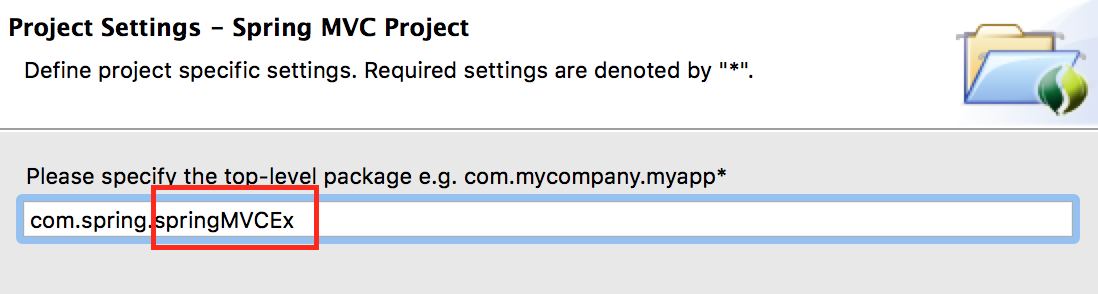 Project Settings – Spring MVC Project
Define project specific settings. Required settings are denoted by "*".
Please specify the top-level package e.g. com.mycompany.myapp*
com.spring.springMVCEx